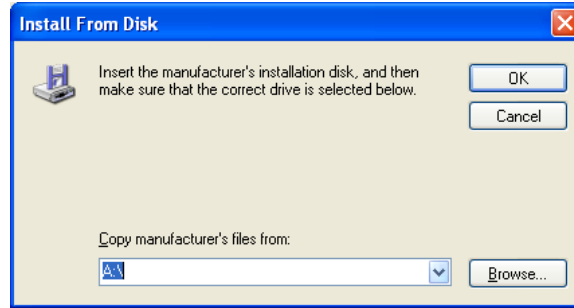 Install From Disk
Insert the manufacturer's installation disk, and then
make sure that the correct drive is selected below.
OK
Cancel
Copy manufacturer's files from:
A:\
Browse...